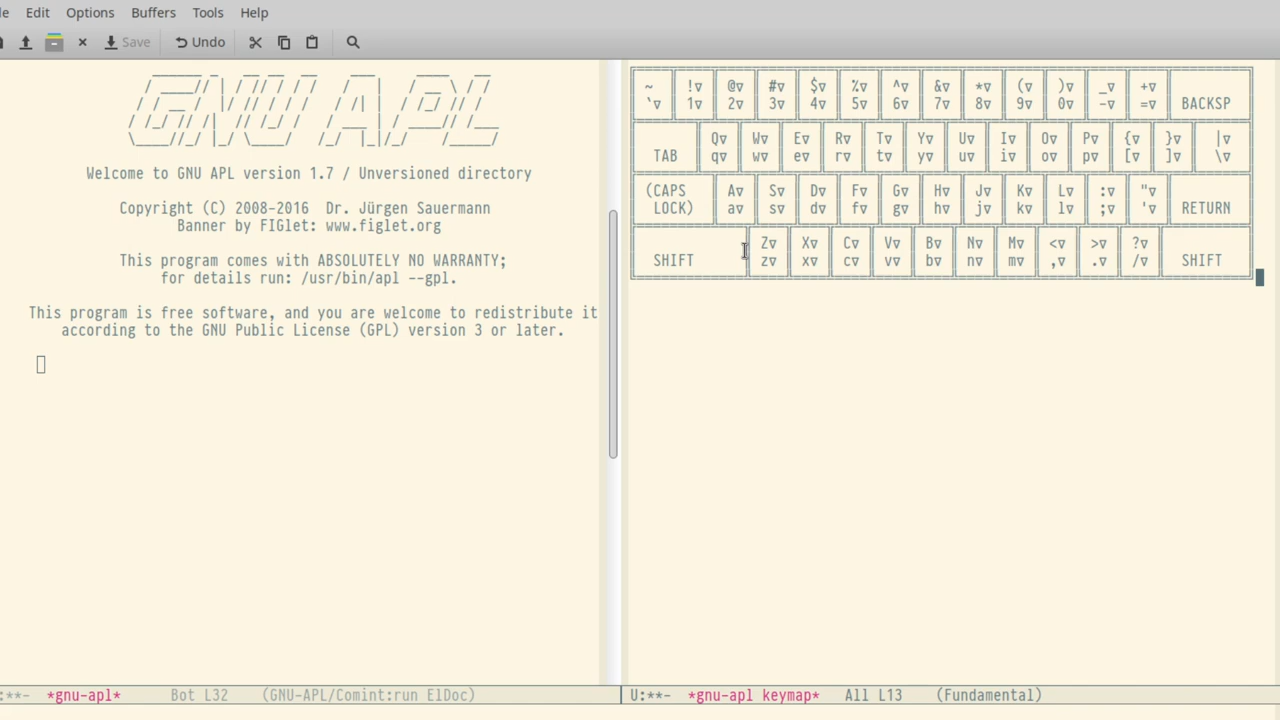 le Edit Options Buffers Tools Help
Save Undo
GNU APL
Welcome to GNU APL version 1.7 / Unversioned directory
Copyright (C) 2008-2016 Dr. Jürgen Sauermann
Banner by FIGlet: www.figlet.org
This program comes with ABSOLUTELY NO WARRANTY;
for details run: /usr/bin/apl --gpl.
This program is free software, and you are welcome to redistribute it
according to the GNU Public License (GPL) version 3 or later.
:**- *gnu-apl* Bot L32 (GNU-APL/Comint:run ElDoc)
~ !∇ @∇ #∇ $∇ %∇ ^∇ &∇ *∇ (∇ )∇ _∇ +∇
`∇ 1∇ 2∇ 3∇ 4∇ 5∇ 6∇ 7∇ 8∇ 9∇ 0∇ -∇ =∇ BACKSP
Q∇ W∇ E∇ R∇ T∇ Y∇ U∇ I∇ O∇ P∇ {∇ }∇ |∇
TAB q∇ w∇ e∇ r∇ t∇ y∇ u∇ i∇ o∇ p∇ [∇ ]∇ \∇
(CAPS A∇ S∇ D∇ F∇ G∇ H∇ J∇ K∇ L∇ :∇ "∇
LOCK) a∇ s∇ d∇ f∇ g∇ h∇ j∇ k∇ l∇ ;∇ '∇ RETURN
Z∇ X∇ C∇ V∇ B∇ N∇ M∇ <∇ >∇ ?∇
SHIFT z∇ x∇ c∇ v∇ b∇ n∇ m∇ ,∇ .∇ /∇ SHIFT
U:**- *gnu-apl keymap* All L13 (Fundamental)